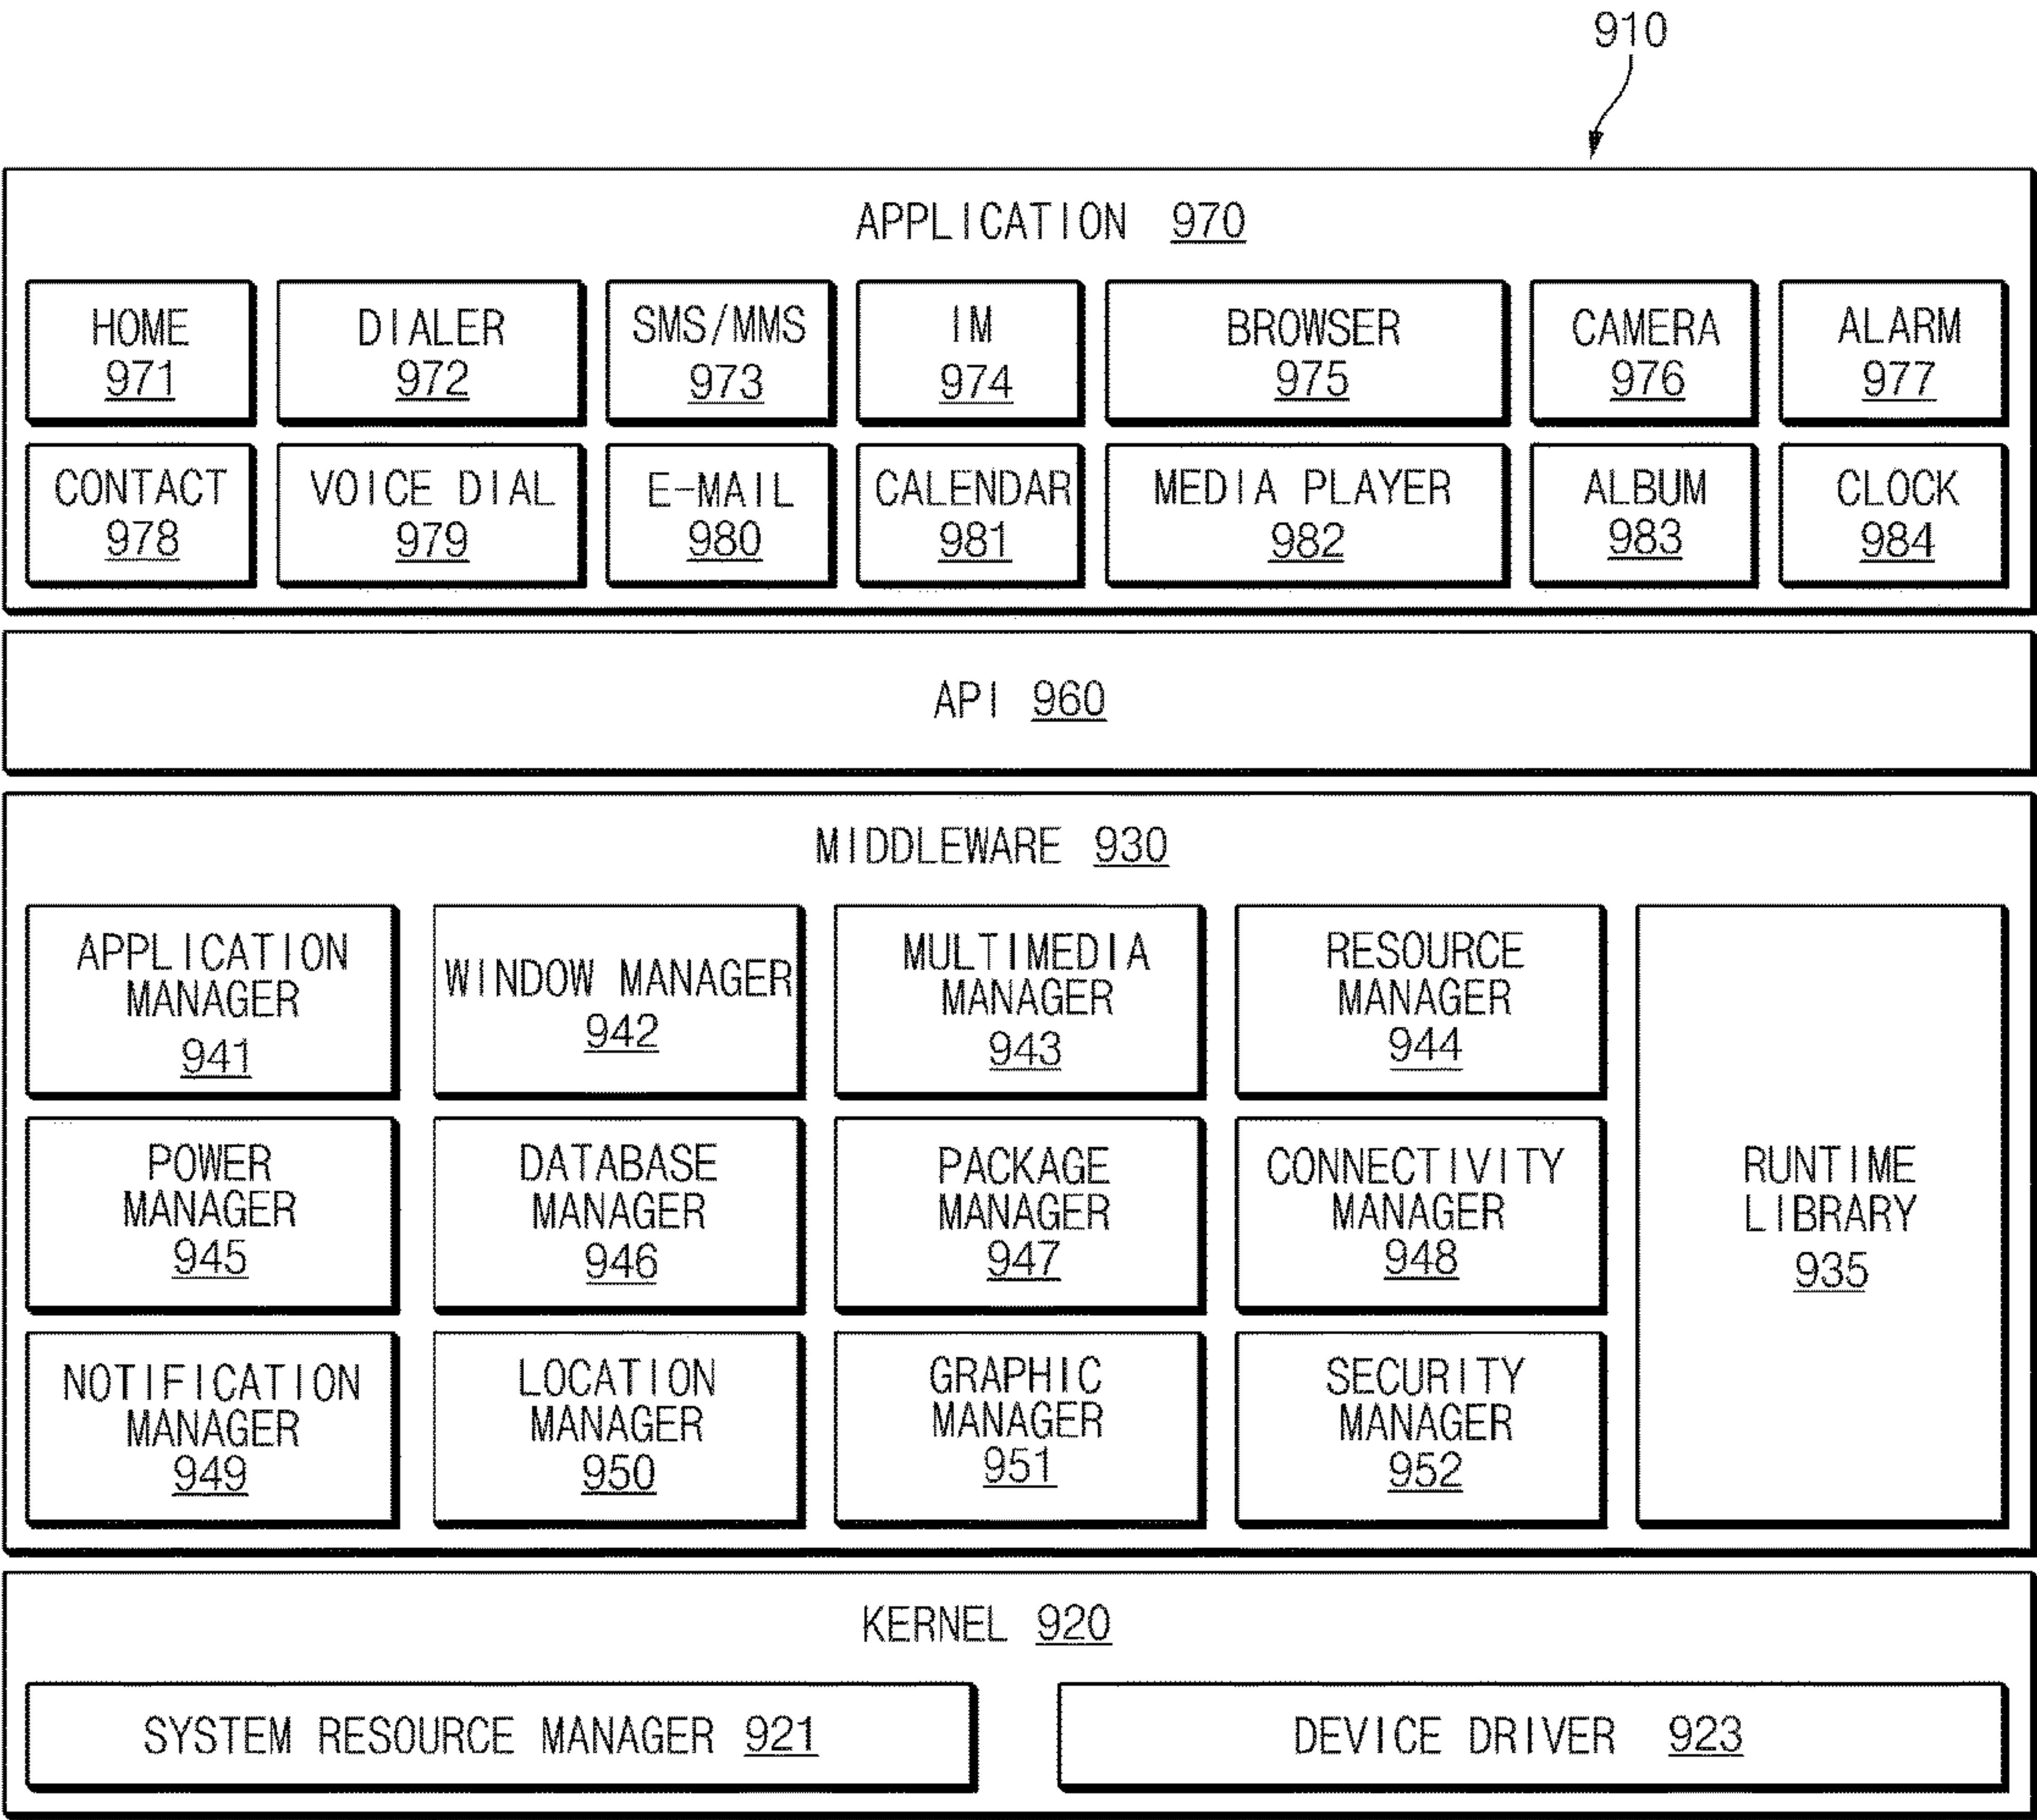 910
APPLICATION 970
HOME
971
DIALER
972
SMS/MMS
973
IM
974
BROWSER
975
CAMERA
976
ALARM
977
CONTACT
978
VOICE DIAL
979
E-MAIL
980
CALENDAR
981
MEDIA PLAYER
982
ALBUM
983
CLOCK
984
API 960
MIDDLEWARE 930
APPLICATION
MANAGER
941
WINDOW MANAGER
942
MULTIMEDIA
MANAGER
943
RESOURCE
MANAGER
944
POWER
MANAGER
945
DATABASE
MANAGER
946
PACKAGE
MANAGER
947
CONNECTIVITY
MANAGER
948
NOTIFICATION
MANAGER
949
LOCATION
MANAGER
950
GRAPHIC
MANAGER
951
SECURITY
MANAGER
952
RUNTIME
LIBRARY
935
KERNEL 920
SYSTEM RESOURCE MANAGER 921
DEVICE DRIVER 923